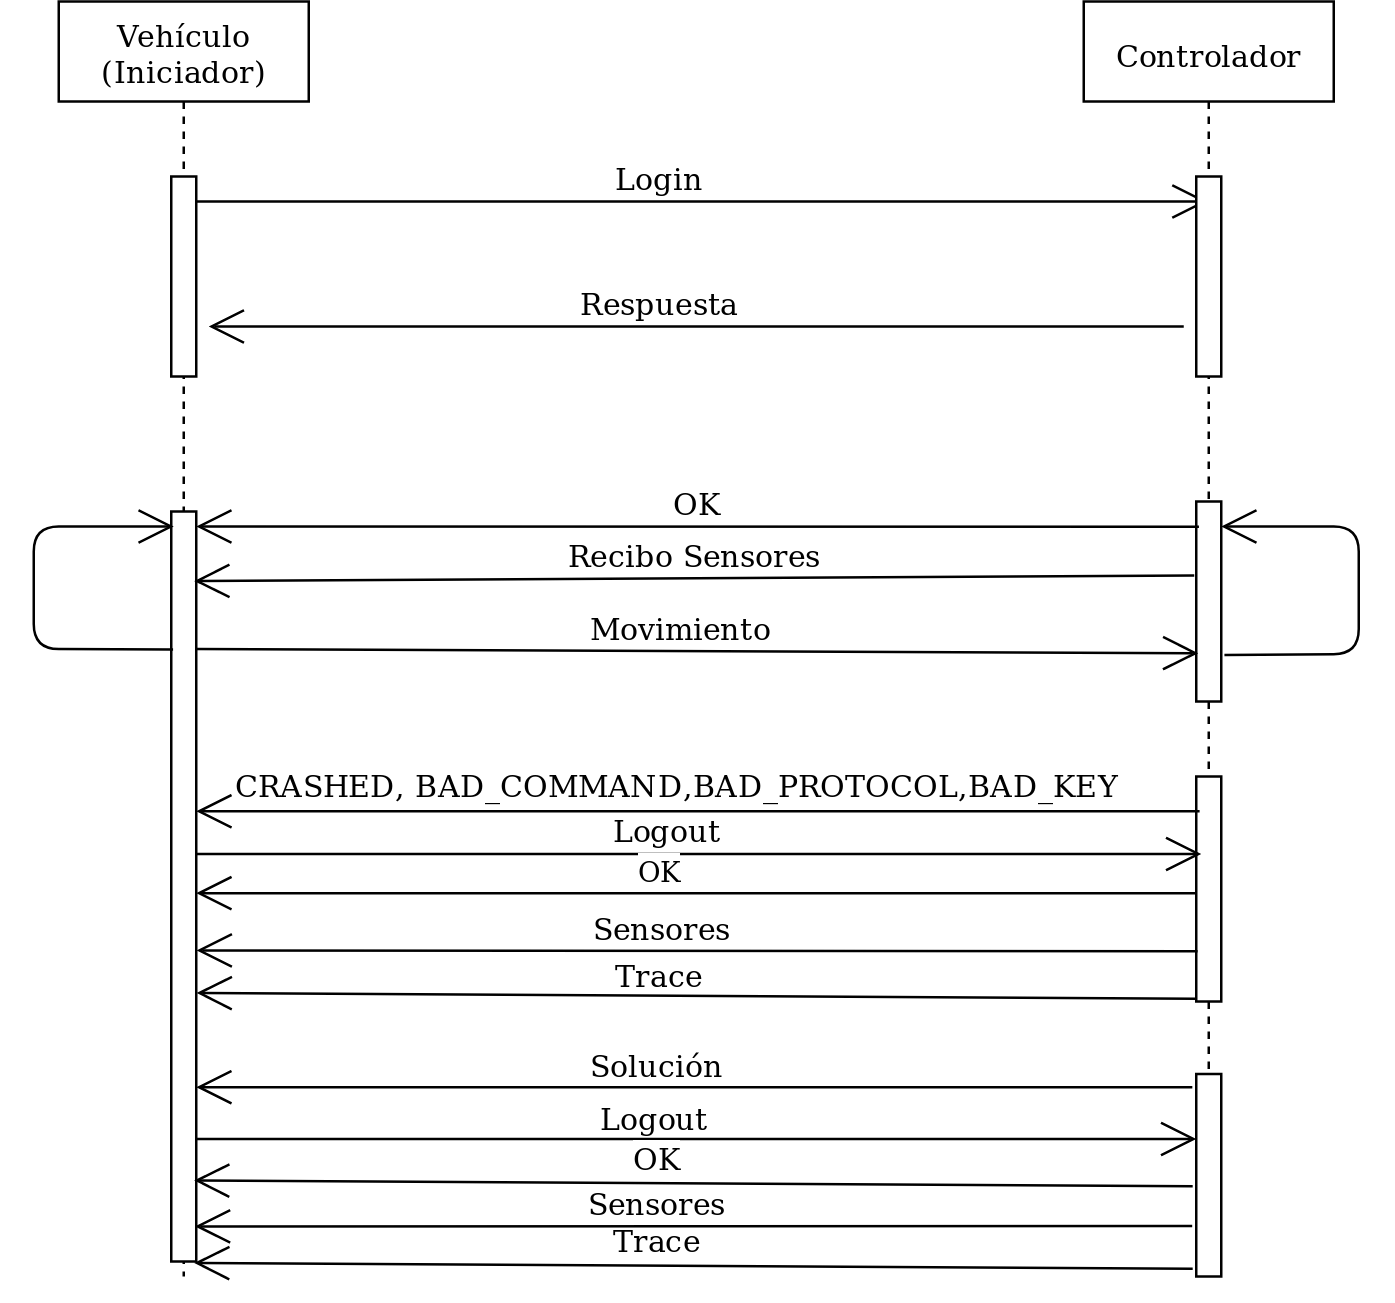 Vehículo
(Iniciador)
Controlador
Login
Respuesta
OK
Recibo Sensores
Movimiento
CRASHED, BAD_COMMAND,BAD_PROTOCOL,BAD_KEY
Logout
OK
Sensores
Trace
Solución
Logout
OK
Sensores
Trace